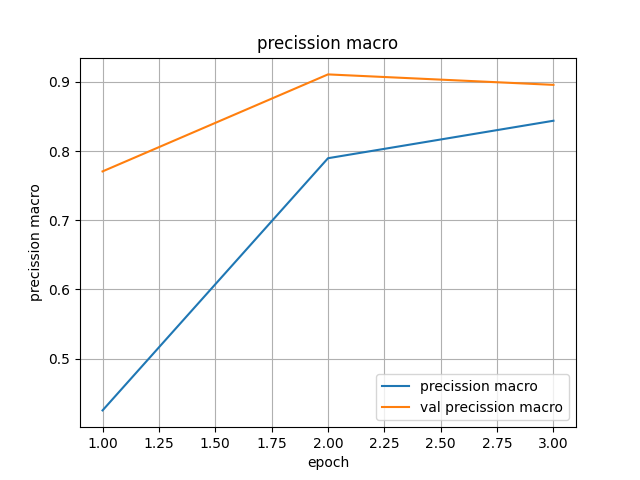 precission macro
precission macro
0.9
0.8
0.7
0.6
0.5
1.00 1.25 1.50 1.75 2.00 2.25 2.50 2.75 3.00
epoch
precission macro
val precission macro